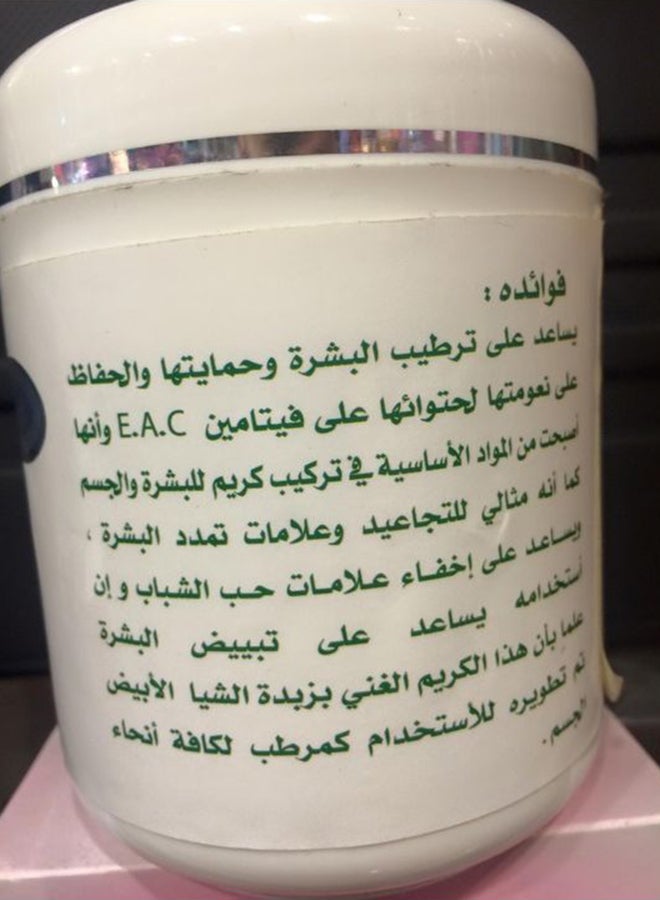 فوائده :
يساعد على ترطيب البشرة وحمايتها والحفاظ
على نعومتها لحتوائها على فيتامين E.A.C وأنها
أصبحت من المواد الأساسية في تركيب كريم للبشرة والجسم
كما أنه مثالي للتجاعيد وعلامات تمدد البشرة ،
ويساعد على إخفاء علامات حب الشباب و إن
أستخدامه يساعد على تبييض البشرة
علما بأن هذا الكريم الغني بزبدة الشيا الأبيض
تم تطويره للأستخدام كمرطب لكافة أنحاء
الجسم .